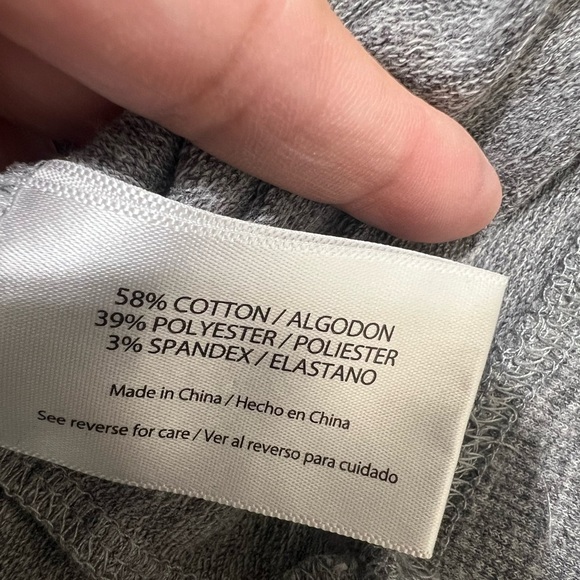 58% COTTON / ALGODON
39% POLYESTER / POLIESTER
3% SPANDEX / ELASTANO
Made in China / Hecho en China
See reverse for care / Ver al reverso para cuidado